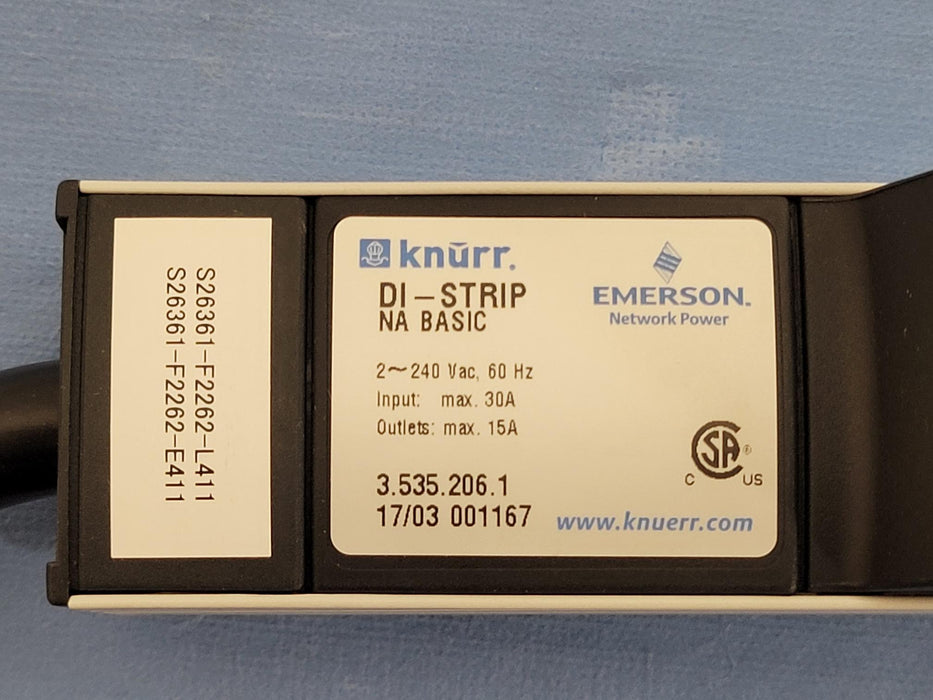 S26361-F2262-L411
S26361-F2262-E411
knürr.
DI-STRIP
NA BASIC
EMERSON.
Network Power
2~240 Vac, 60 Hz
Input: max. 30A
Outlets: max. 15A
CSA ®
C US
3.535.206.1
17/03 001167
www.knuerr.com